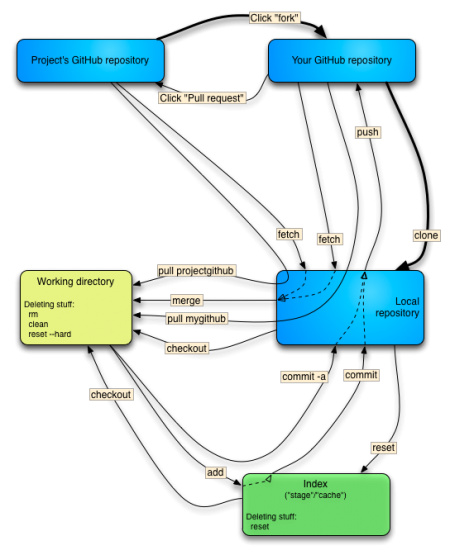 Click "fork"
Project's GitHub repository
Your GitHub repository
Click "Pull request"
push
fetch
fetch
clone
pull projectgithub
Working directory
Deleting stuff:
rm
clean
reset --hard
merge
pull mygithub
checkout
Local
repository
commit -a
commit
checkout
reset
add
Index
("stage"/"cache")
Deleting stuff:
reset